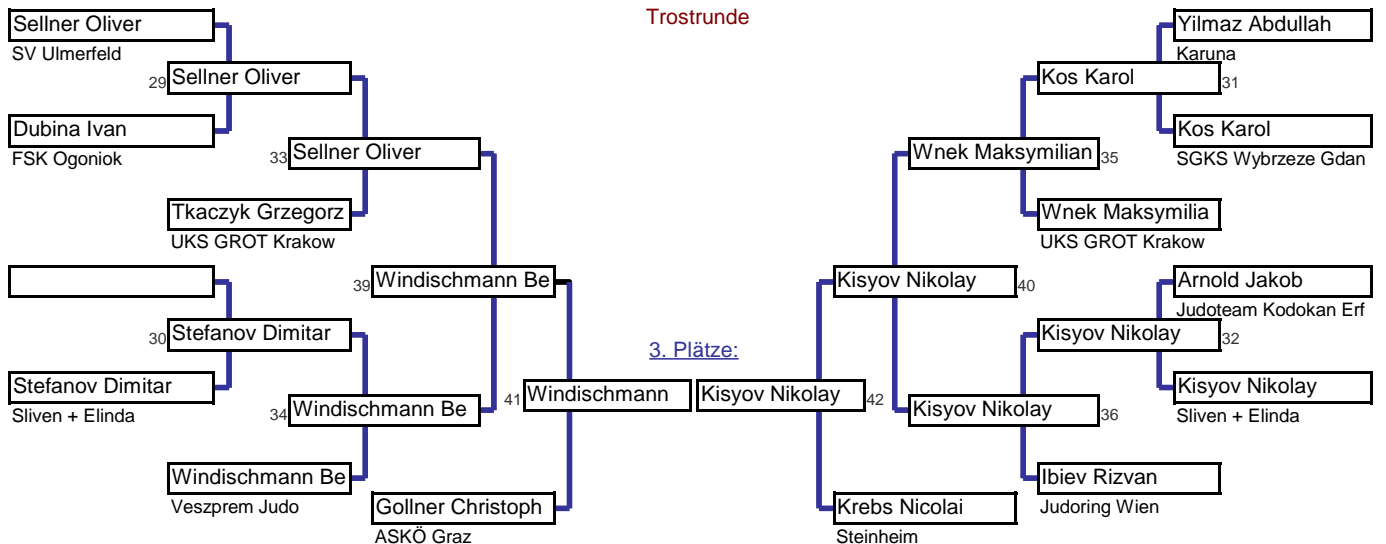 Trostrunde
Sellner Oliver
SV Ulmerfeld
29 Sellner Oliver
Dubina Ivan
FSK Ogoniok
33 Sellner Oliver
Tkaczyk Grzegorz
UKS GROT Krakow
39 Windischmann Be
30 Stefanov Dimitar
Stefanov Dimitar
Sliven + Elinda
34 Windischmann Be
Windischmann Be
Veszprem Judo
41 Windischmann
Gollner Christoph
ASKÖ Graz
3. Plätze:
Yilmaz Abdullah
Karuna
Kos Karol 31
Kos Karol
SGKS Wybrzeze Gdan
Wnek Maksymilian 35
Wnek Maksymilia
UKS GROT Krakow
Kisyov Nikolay 40
Arnold Jakob
Judoteam Kodokan Erf
Kisyov Nikolay 32
Kisyov Nikolay
Sliven + Elinda
Kisyov Nikolay 42
Kisyov Nikolay 36
Ibiev Rizvan
Judoring Wien
Krebs Nicolai
Steinheim